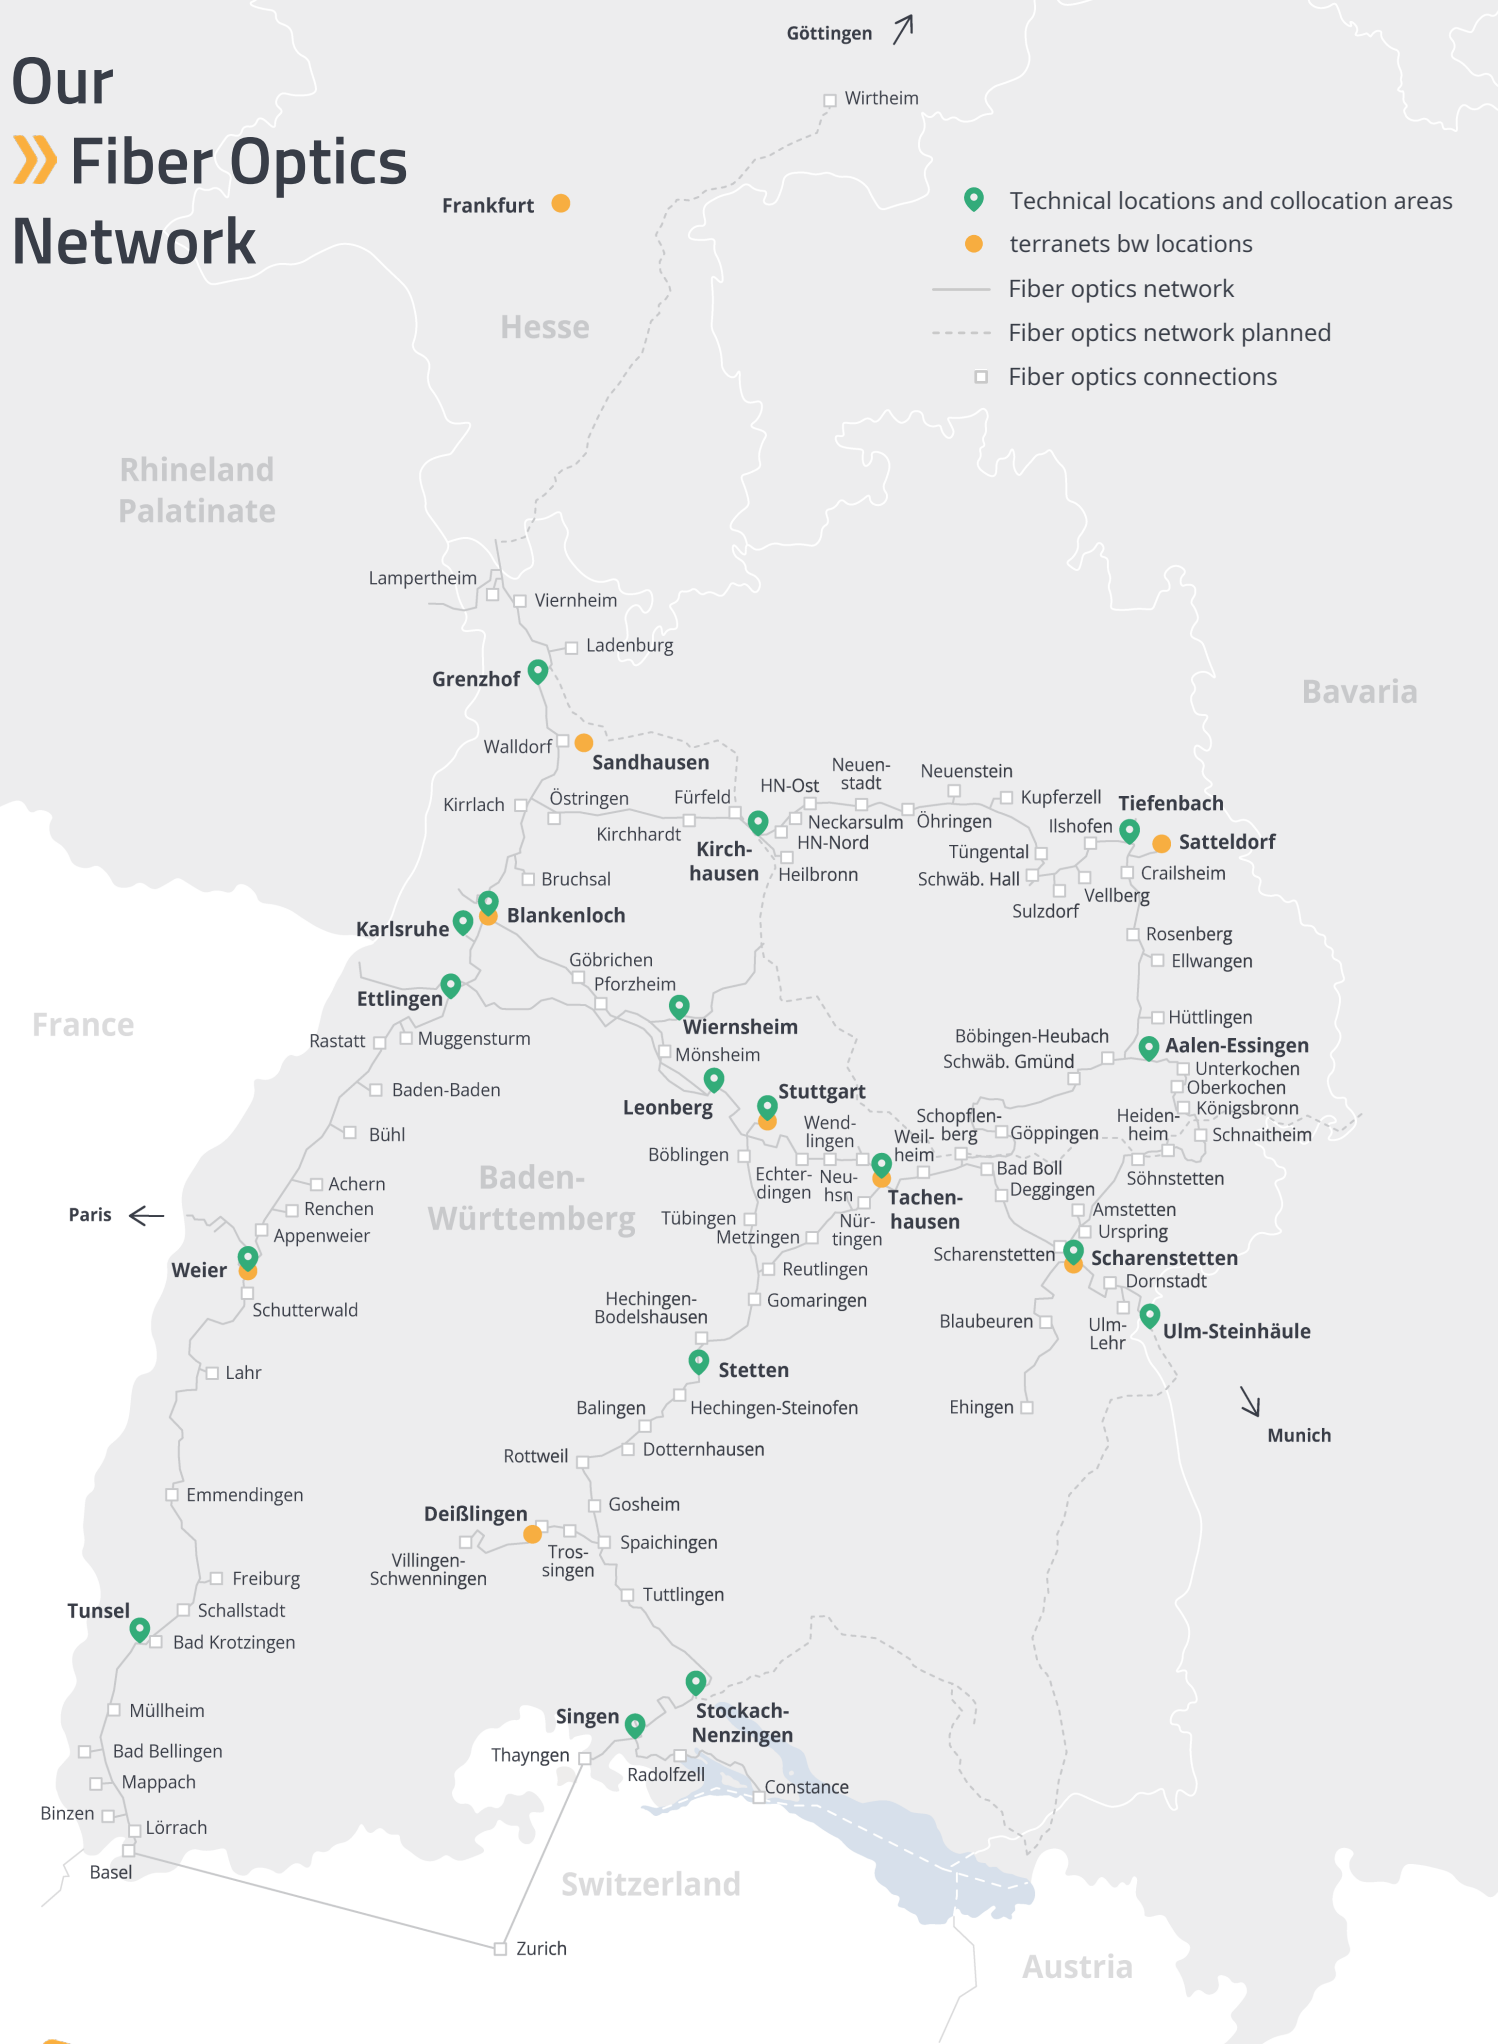 Our
Fiber Optics
Network
Göttingen
Wirtheim
Frankfurt
Technical locations and collocation areas
terranets bw locations
Fiber optics network
Fiber optics network planned
Fiber optics connections
Hesse
Rhineland
Palatinate
Lampertheim
Viernheim
Ladenburg
Grenzhof
Bavaria
Walldorf
Sandhausen
Kirrlach
Östringen
Fürfeld
Kirchhardt
HN-Ost
Neuen-
stadt
Neuenstein
Kupferzell
Tiefenbach
Neckarsulm
Öhringen
Ilshofen
Satteldorf
Kirch-
hausen
HN-Nord
Heilbronn
Tüngental
Schwäb. Hall
Crailsheim
Vellberg
Sulzdorf
Bruchsal
Blankenloch
Karlsruhe
Rosenberg
Ellwangen
Göbrichen
Pforzheim
Ettlingen
France
Wiernsheim
Hüttlingen
Rastatt
Muggensturm
Mönsheim
Böbingen-Heubach
Schwäb. Gmünd
Aalen-Essingen
Unterkochen
Oberkochen
Königsbronn
Baden-Baden
Leonberg
Stuttgart
Bühl
Wend-
lingen
Weil-
heim
Schopflen-
berg
Göppingen
Heiden-
heim
Schnaitheim
Böblingen
Echter-
dingen
Neu-
hsn
Bad Boll
Deggingen
Söhnstetten
Baden-
Württemberg
Achern
Renchen
Appenweier
Paris
Tachen-
hausen
Tübingen
Metzingen
Nür-
tingen
Amstetten
Urspring
Weier
Scharenstetten
Scharenstetten
Reutlingen
Dornstadt
Schutterwald
Hechingen-
Bodelshausen
Gomaringen
Blaubeuren
Ulm-
Lehr
Ulm-Steinhäule
Lahr
Stetten
Balingen
Hechingen-Steinofen
Ehingen
Munich
Dotternhausen
Rottweil
Emmendingen
Gosheim
Deißlingen
Tros-
singen
Spaichingen
Villingen-
Schwenningen
Freiburg
Tuttlingen
Tunsel
Schallstadt
Bad Krotzingen
Müllheim
Singen
Stockach-
Nenzingen
Bad Bellingen
Thayngen
Radolfzell
Mappach
Constance
Binzen
Lörrach
Basel
Switzerland
Zurich
Austria